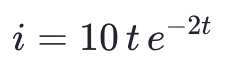 i = 10 t e^{-2t}